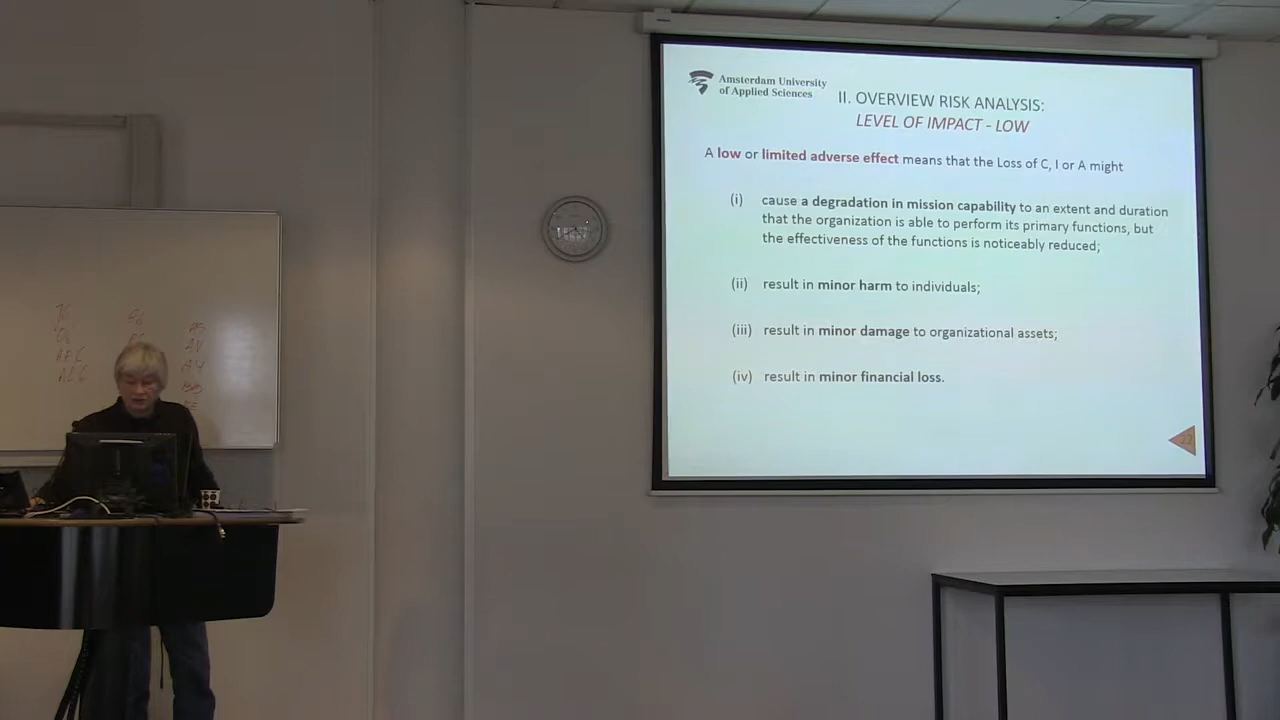 Amsterdam University
of Applied Sciences
II. OVERVIEW RISK ANALYSIS:
LEVEL OF IMPACT - LOW
A low or limited adverse effect means that the Loss of C, I or A might
(i) cause a degradation in mission capability to an extent and duration
that the organization is able to perform its primary functions, but
the effectiveness of the functions is noticeably reduced;
(ii) result in minor harm to individuals;
(iii) result in minor damage to organizational assets;
(iv) result in minor financial loss.